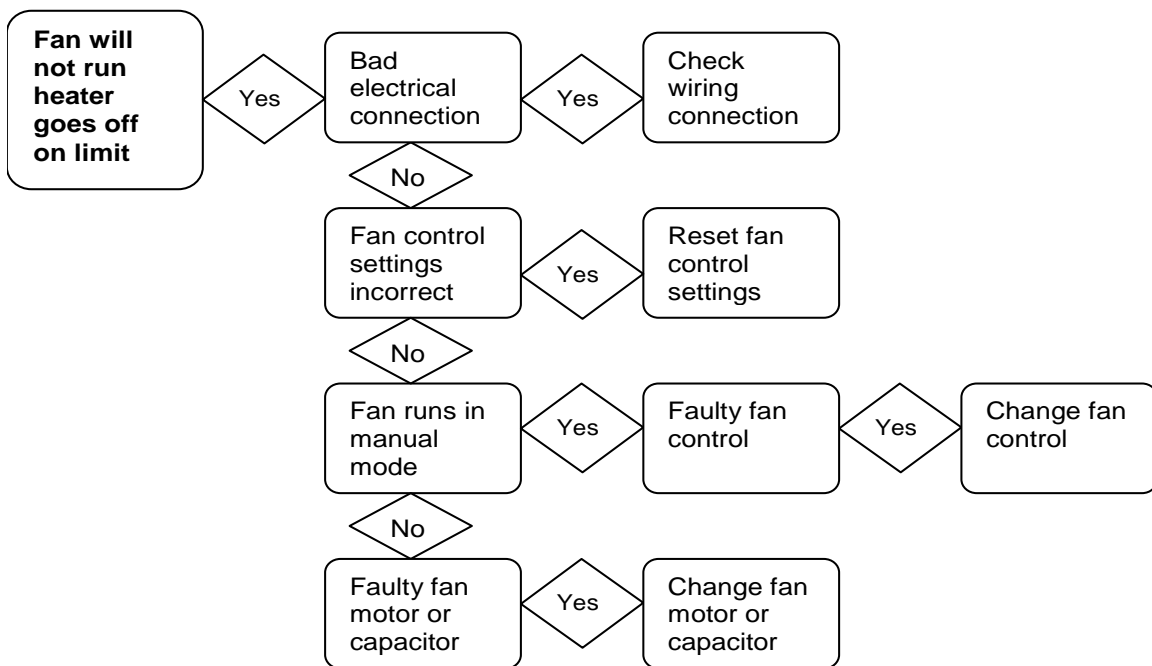 Fan will
not run
heater
goes off
on limit
Yes
Bad
electrical
connection
Yes
Check
wiring
connection
No
Fan control
settings
incorrect
Yes
Reset fan
control
settings
No
Fan runs in
manual
mode
Yes
Faulty fan
control
Yes
Change fan
control
No
Faulty fan
motor or
capacitor
Yes
Change fan
motor or
capacitor